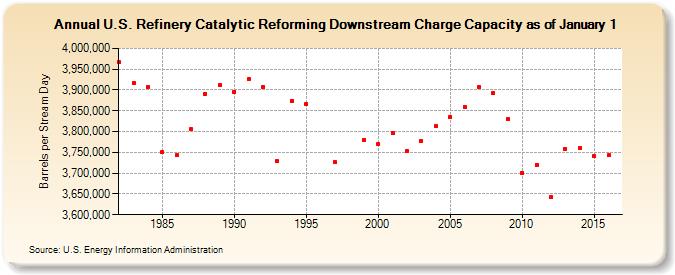 Annual U.S. Refinery Catalytic Reforming Downstream Charge Capacity as of January 1
Barrels per Stream Day
4,000,000
3,950,000
3,900,000
3,850,000
3,800,000
3,750,000
3,700,000
3,650,000
3,600,000
1985 1990 1995 2000 2005 2010 2015
Source: U.S. Energy Information Administration